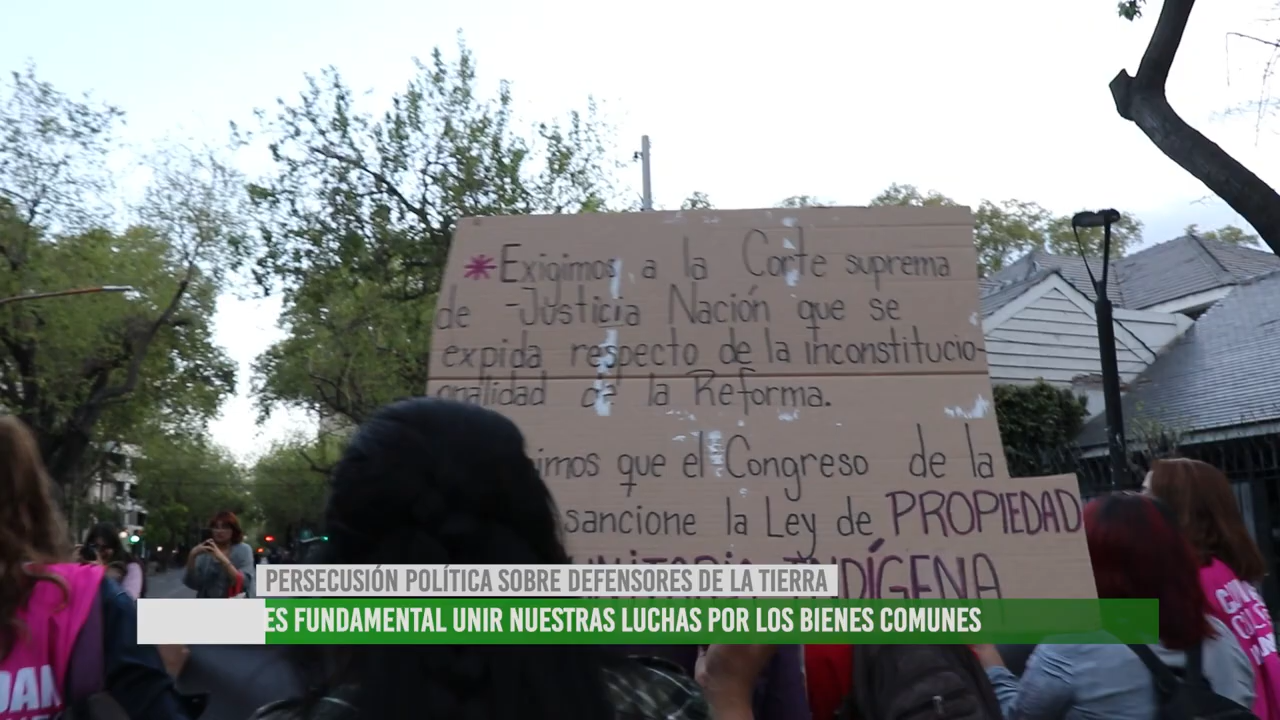 *Exigimos a la Corte suprema
de -Justicia Nación que se
expida respecto de la inconstitucio-
onalidad de la Reforma.
imos que el Congreso de la
sancione la Ley de PROPIEDAD
INDÍGENA
PERSECUSIÓN POLÍTICA SOBRE DEFENSORES DE LA TIERRA
ES FUNDAMENTAL UNIR NUESTRAS LUCHAS POR LOS BIENES COMUNES